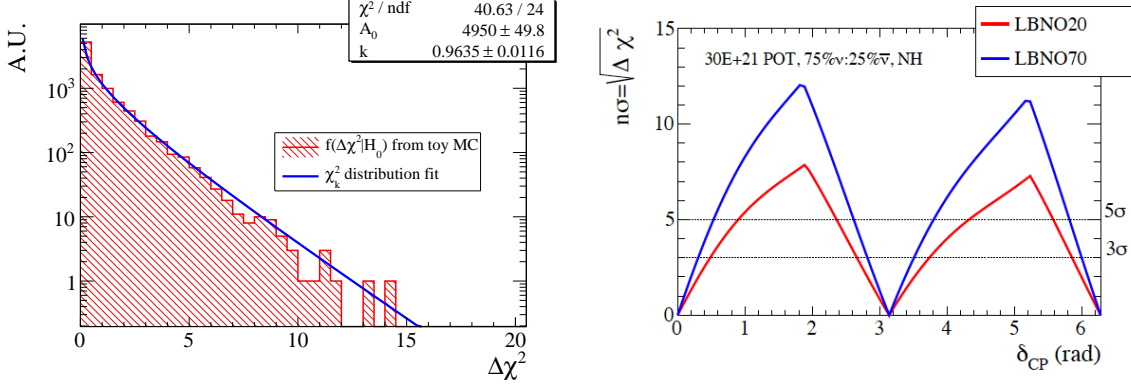 χ² / ndf 40.63 / 24
A₀ 4950 ± 49.8
k 0.9635 ± 0.0116
A.U.
10³
10²
10
1
f(Δχ²|H₀) from toy MC
χ²ₖ distribution fit
0 5 10 15 20
Δχ²
LBNO20
LBNO70
nσ=√Δ χ²
30E+21 POT, 75%ν:25%ν̅, NH
15
10
5
0
5σ
3σ
0 1 2 3 4 5 6
δCP (rad)